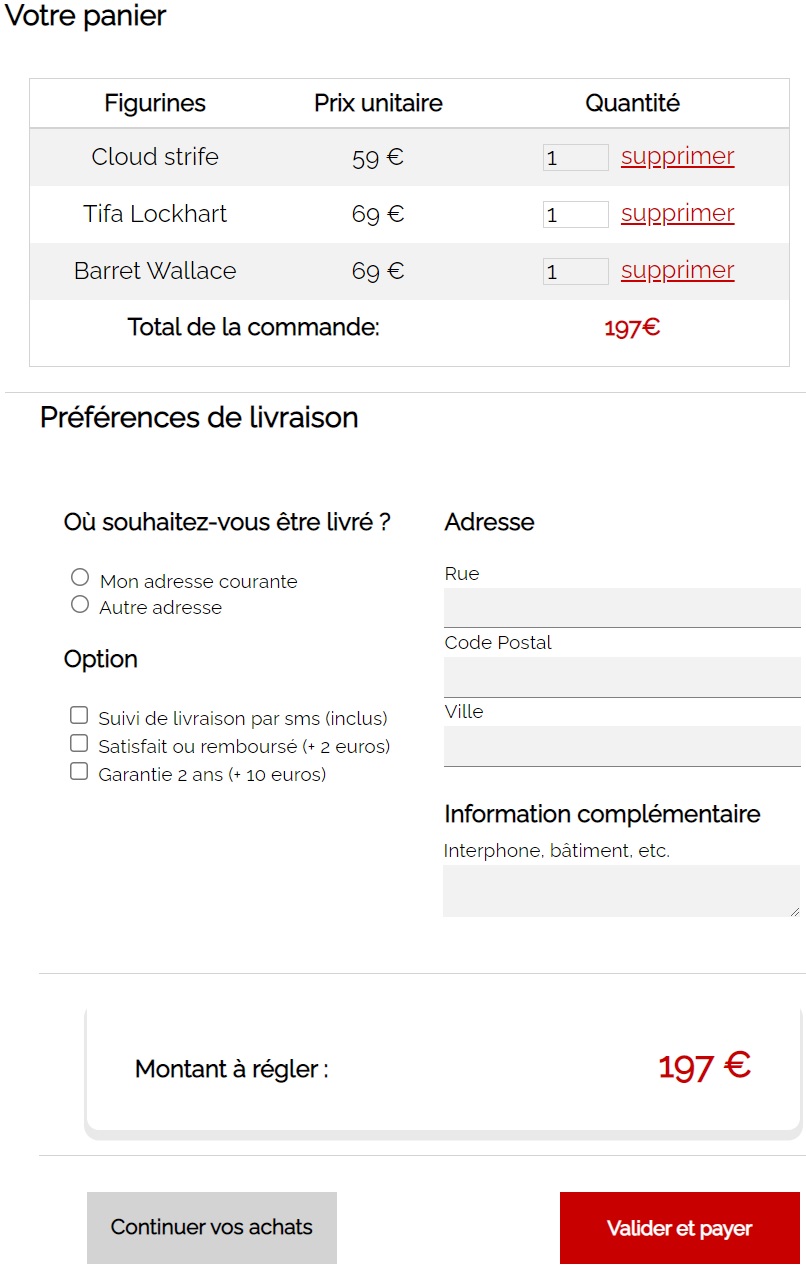 Votre panier
Figurines Prix unitaire Quantité
Cloud strife 59 € 1 supprimer
Tifa Lockhart 69 € 1 supprimer
Barret Wallace 69 € 1 supprimer
Total de la commande: 197€
Préférences de livraison
Où souhaitez-vous être livré ?
Mon adresse courante
Autre adresse
Option
Suivi de livraison par sms (inclus)
Satisfait ou remboursé (+ 2 euros)
Garantie 2 ans (+ 10 euros)
Adresse
Rue
Code Postal
Ville
Information complémentaire
Interphone, bâtiment, etc.
Montant à régler : 197 €
Continuer vos achats Valider et payer